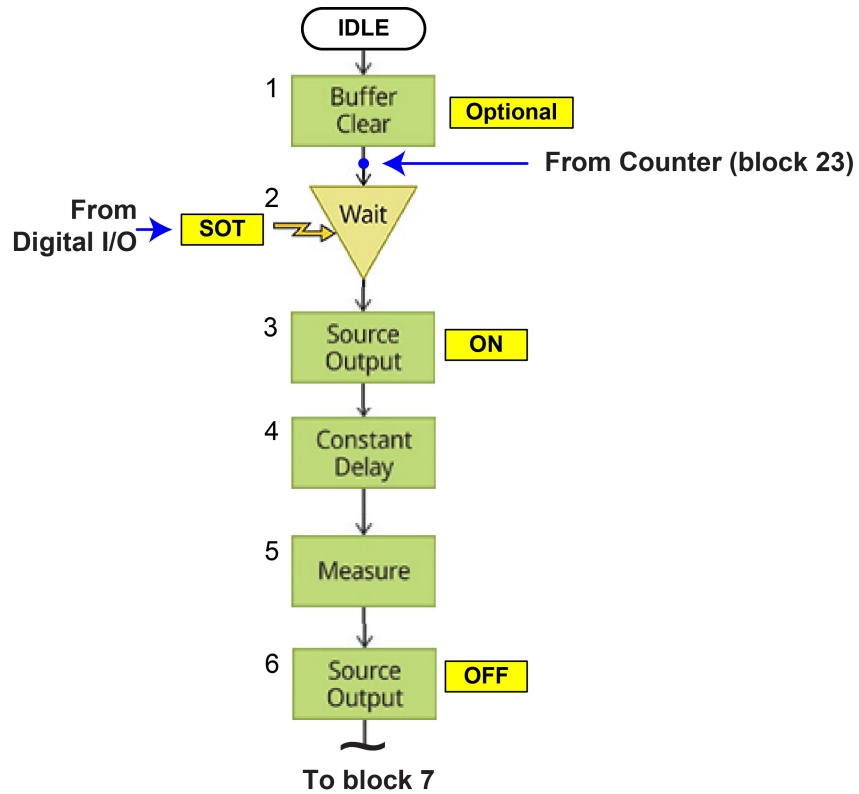 IDLE
1
Buffer
Clear
Optional
From Counter (block 23)
2
Wait
From
Digital I/O
SOT
3
Source
Output
ON
4
Constant
Delay
5
Measure
6
Source
Output
OFF
To block 7